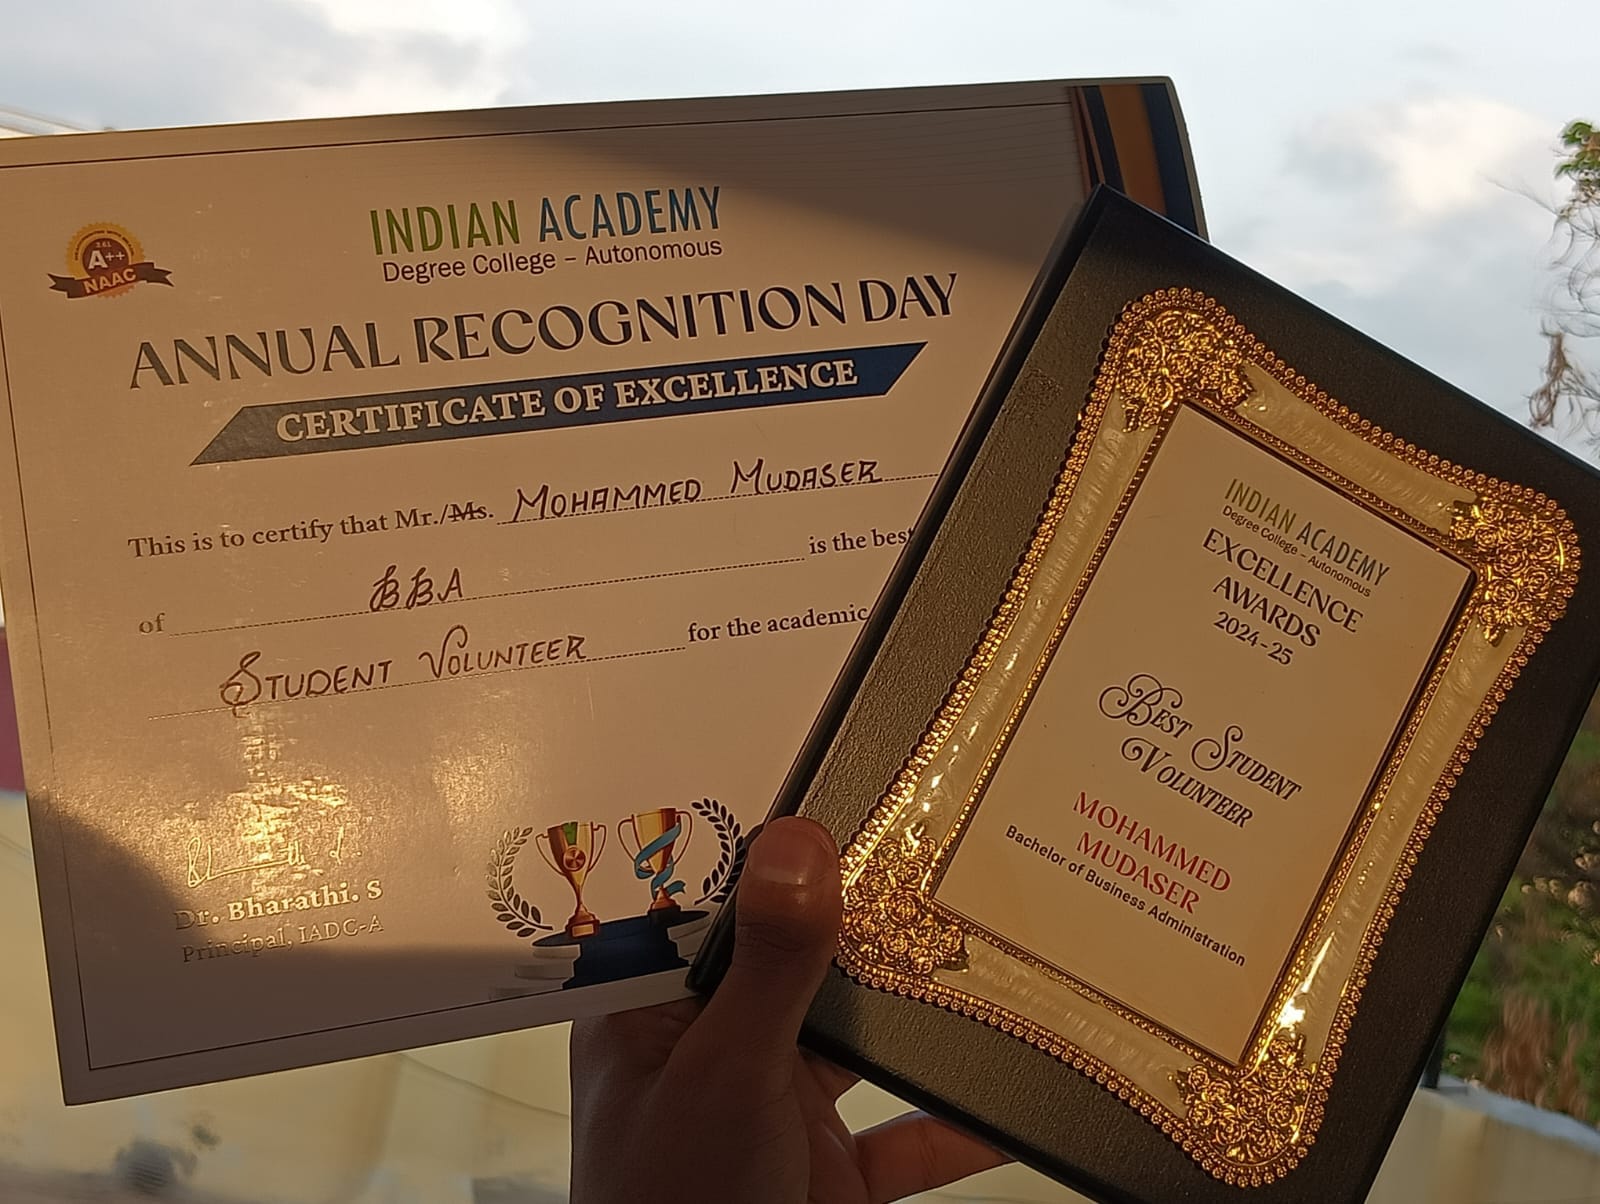 3.61
A++
NAAC
INDIAN ACADEMY
Degree College – Autonomous
ANNUAL RECOGNITION DAY
CERTIFICATE OF EXCELLENCE
This is to certify that Mr./Ms. MOHAMMED MUDASER
of BBA is the best
STUDENT VOLUNTEER for the academic
Dr. Bharathi. S
Principal, IADC-A
INDIAN ACADEMY
Degree College – Autonomous
EXCELLENCE
AWARDS
2024-25
BEST STUDENT
VOLUNTEER
MOHAMMED
MUDASER
Bachelor of Business Administration